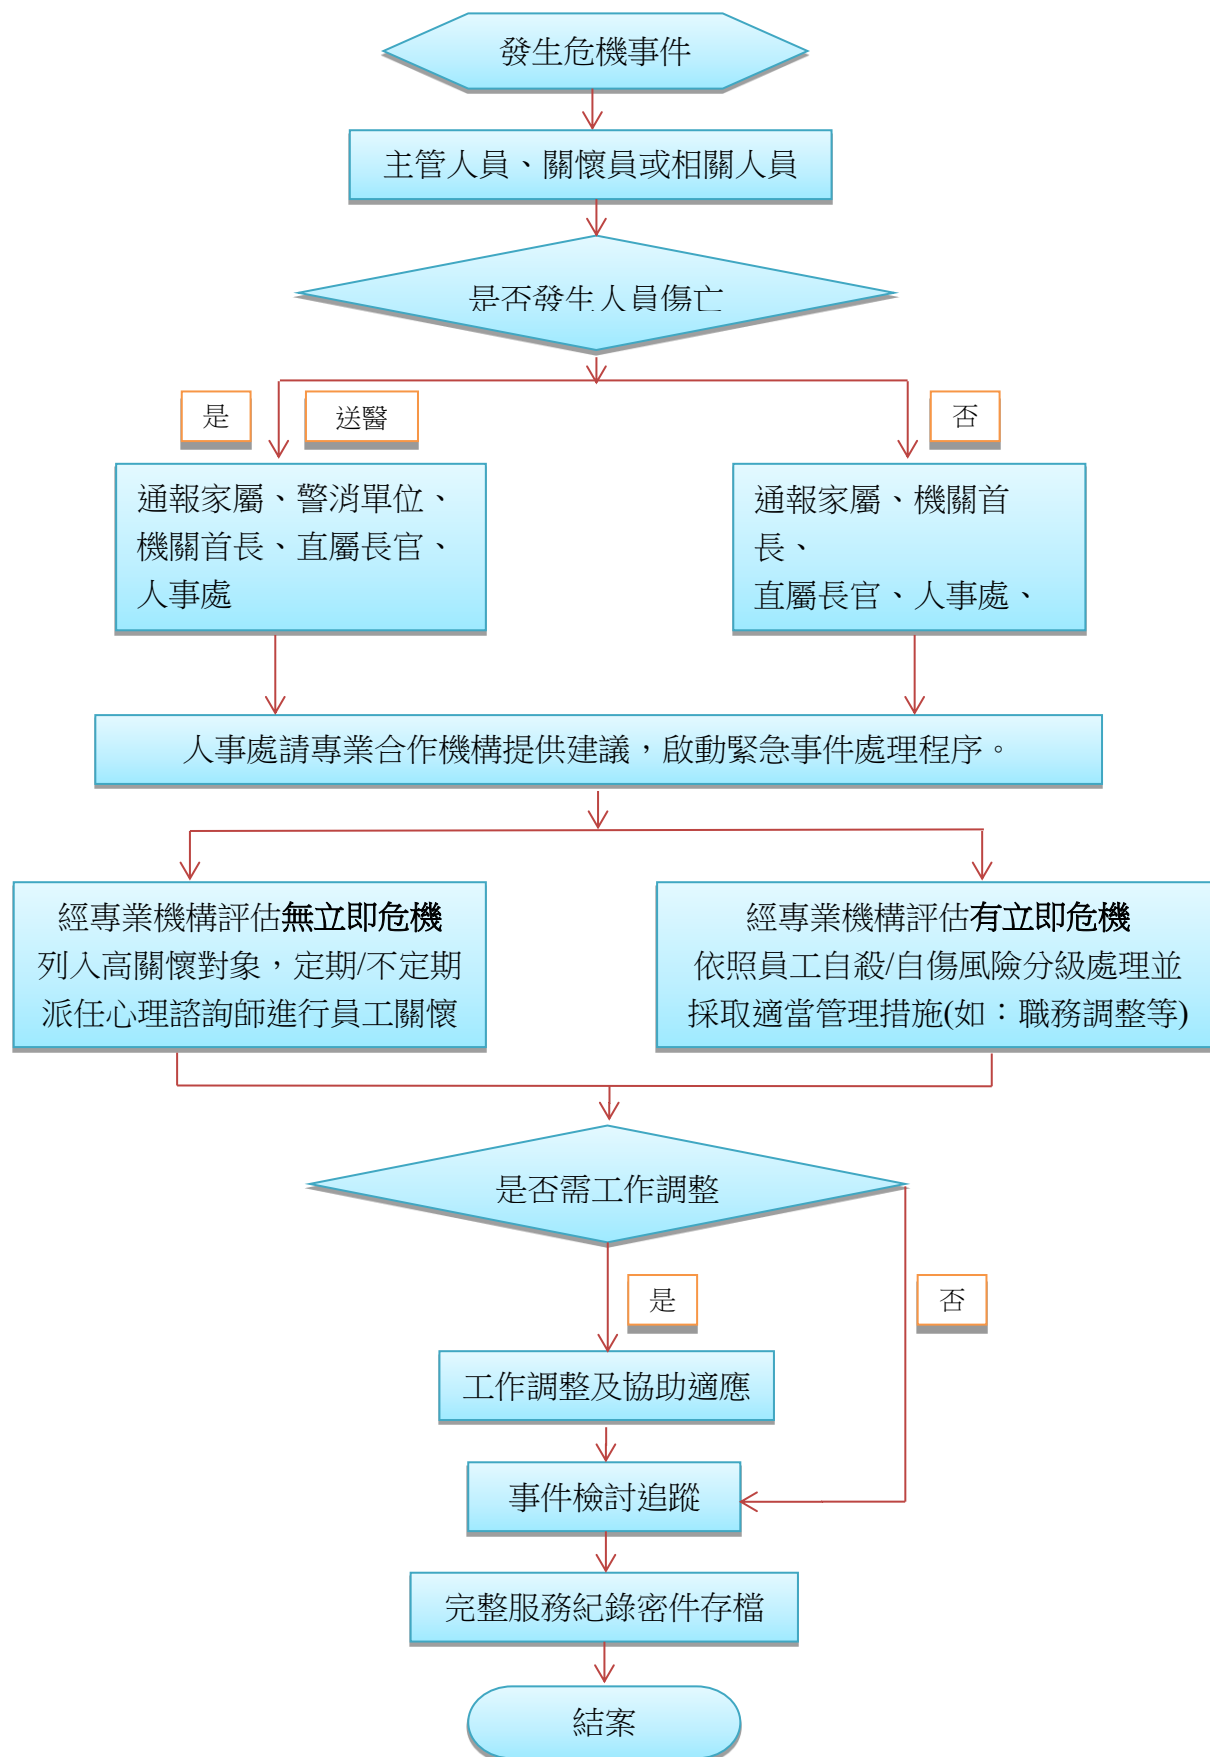 發生危機事件
主管人員、關懷員或相關人員
是否發生人員傷亡
是
送醫
否
通報家屬、警消單位、
機關首長、直屬長官、
人事處
通報家屬、機關首
長、
直屬長官、人事處、
人事處請專業合作機構提供建議，啟動緊急事件處理程序。
經專業機構評估無立即危機
列入高關懷對象，定期/不定期
派任心理諮詢師進行員工關懷
經專業機構評估有立即危機
依照員工自殺/自傷風險分級處理並
採取適當管理措施(如：職務調整等)
是否需工作調整
是
否
工作調整及協助適應
事件檢討追蹤
完整服務紀錄密件存檔
結案